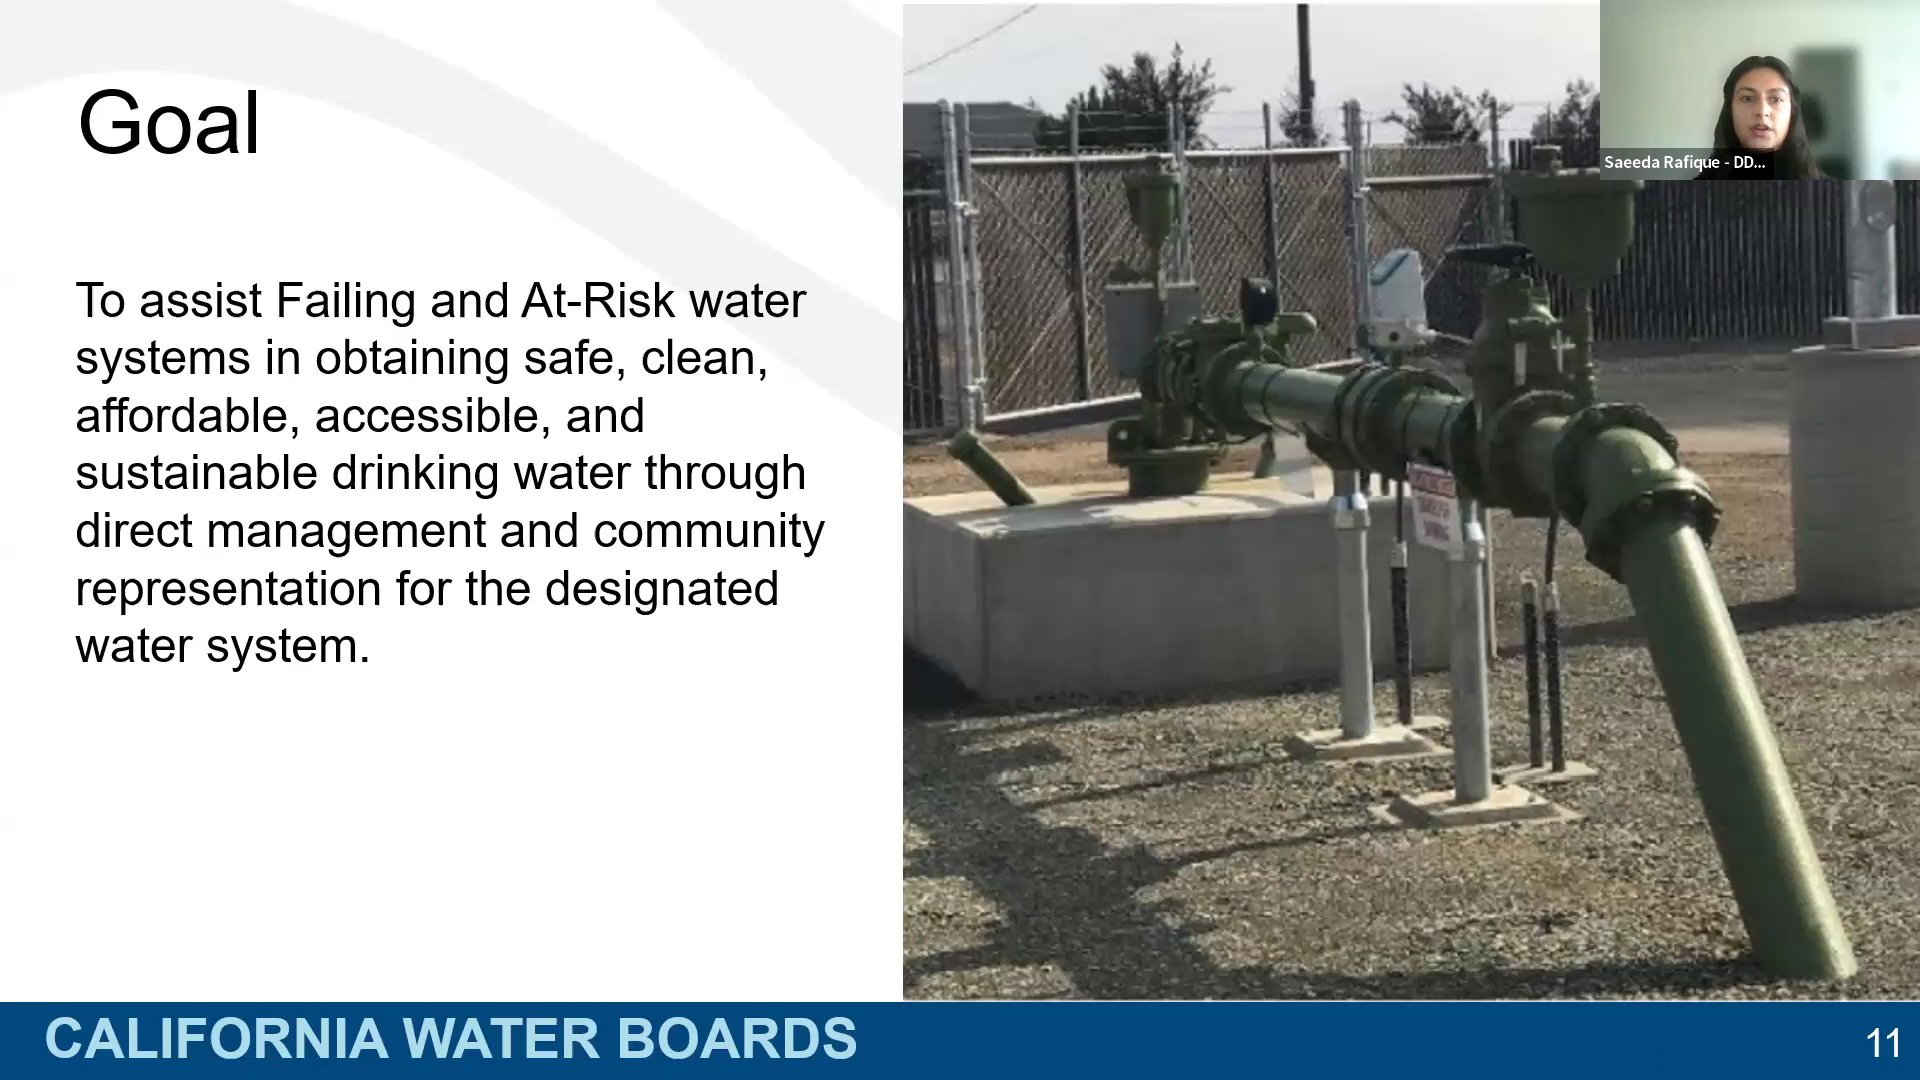 Goal
To assist Failing and At-Risk water
systems in obtaining safe, clean,
affordable, accessible, and
sustainable drinking water through
direct management and community
representation for the designated
water system.
Saeeda Rafique - DD...
CALIFORNIA WATER BOARDS
11